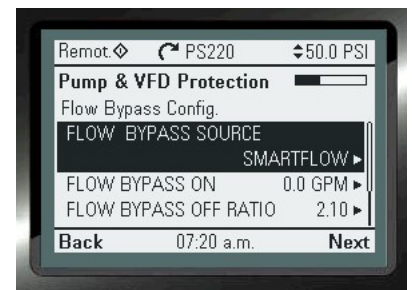 Remot. PS220 50.0 PSI
Pump & VFD Protection
Flow Bypass Config.
FLOW BYPASS SOURCE
SMARTFLOW
FLOW BYPASS ON 0.0 GPM
FLOW BYPASS OFF RATIO 2.10
Back 07:20 a.m. Next